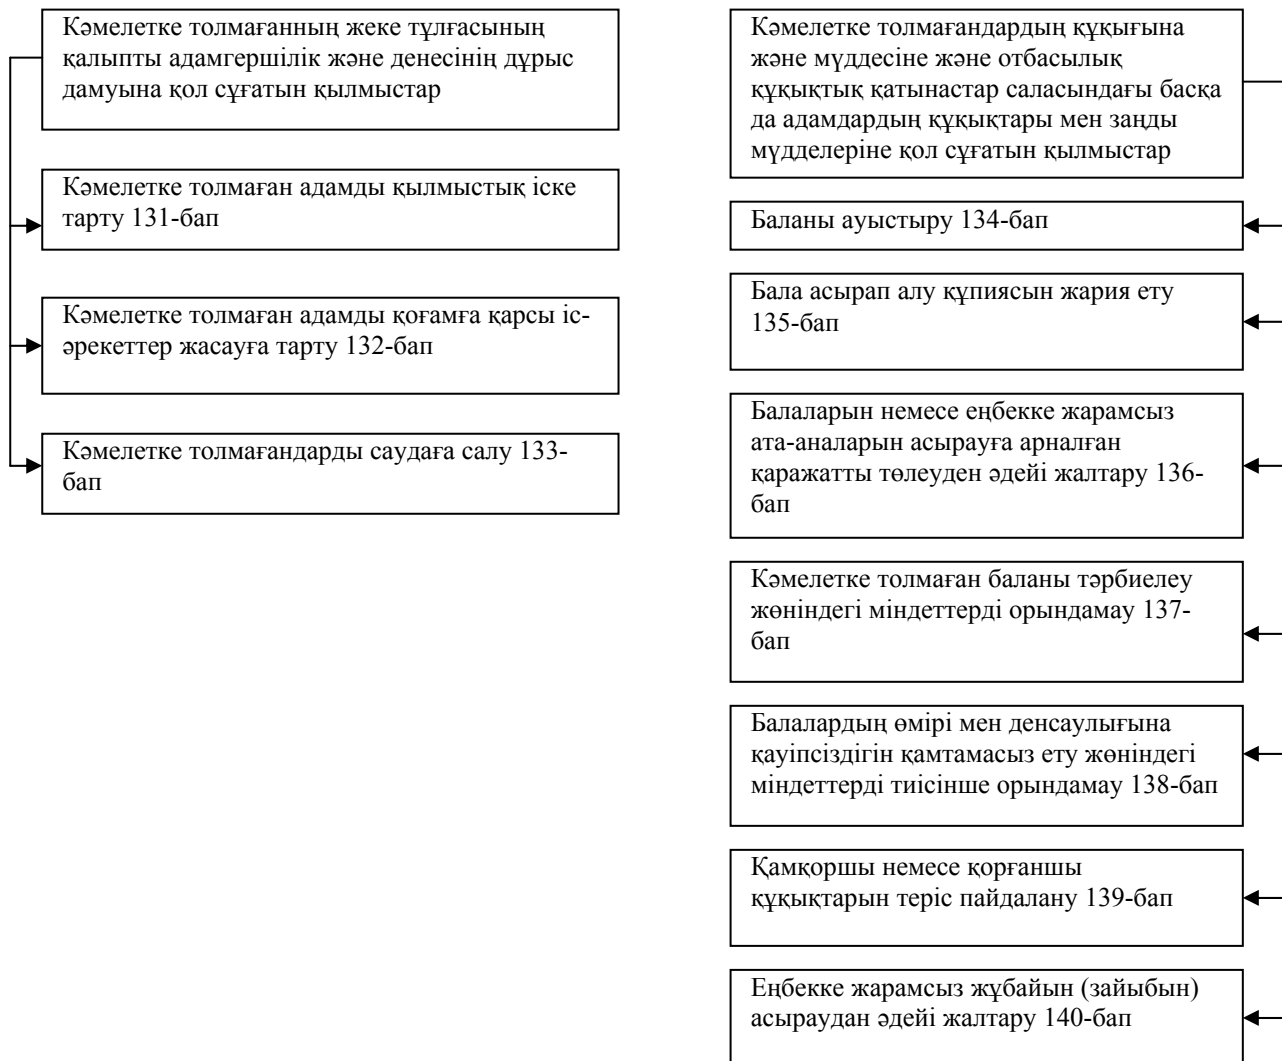 Кәмелетке толмағанның жеке тұлғасының
қалыпты адамгершілік және денесінің дұрыс
дамуына қол сұғатын қылмыстар
Кәмелетке толмаған адамды қылмыстық іске
тарту 131-бап
Кәмелетке толмаған адамды қоғамға қарсы іс-
әрекеттер жасауға тарту 132-бап
Кәмелетке толмағандарды саудаға салу 133-
бап
Кәмелетке толмағандардың құқығына
және мүддесіне және отбасылық
құқықтық қатынастар саласындағы басқа
да адамдардың құқықтары мен заңды
мүдделеріне қол сұғатын қылмыстар
Баланы ауыстыру 134-бап
Бала асырап алу құпиясын жария ету
135-бап
Балаларын немесе еңбекке жарамсыз
ата-аналарын асырауға арналған
қаражатты төлеуден әдейі жалтару 136-
бап
Кәмелетке толмаған баланы тәрбиелеу
жөніндегі міндеттерді орындамау 137-
бап
Балалардың өмірі мен денсаулығына
қауіпсіздігін қамтамасыз ету жөніндегі
міндеттерді тиісінше орындамау 138-бап
Қамқоршы немесе қорғаншы
құқықтарын теріс пайдалану 139-бап
Еңбекке жарамсыз жұбайын (зайыбын)
асыраудан әдейі жалтару 140-бап